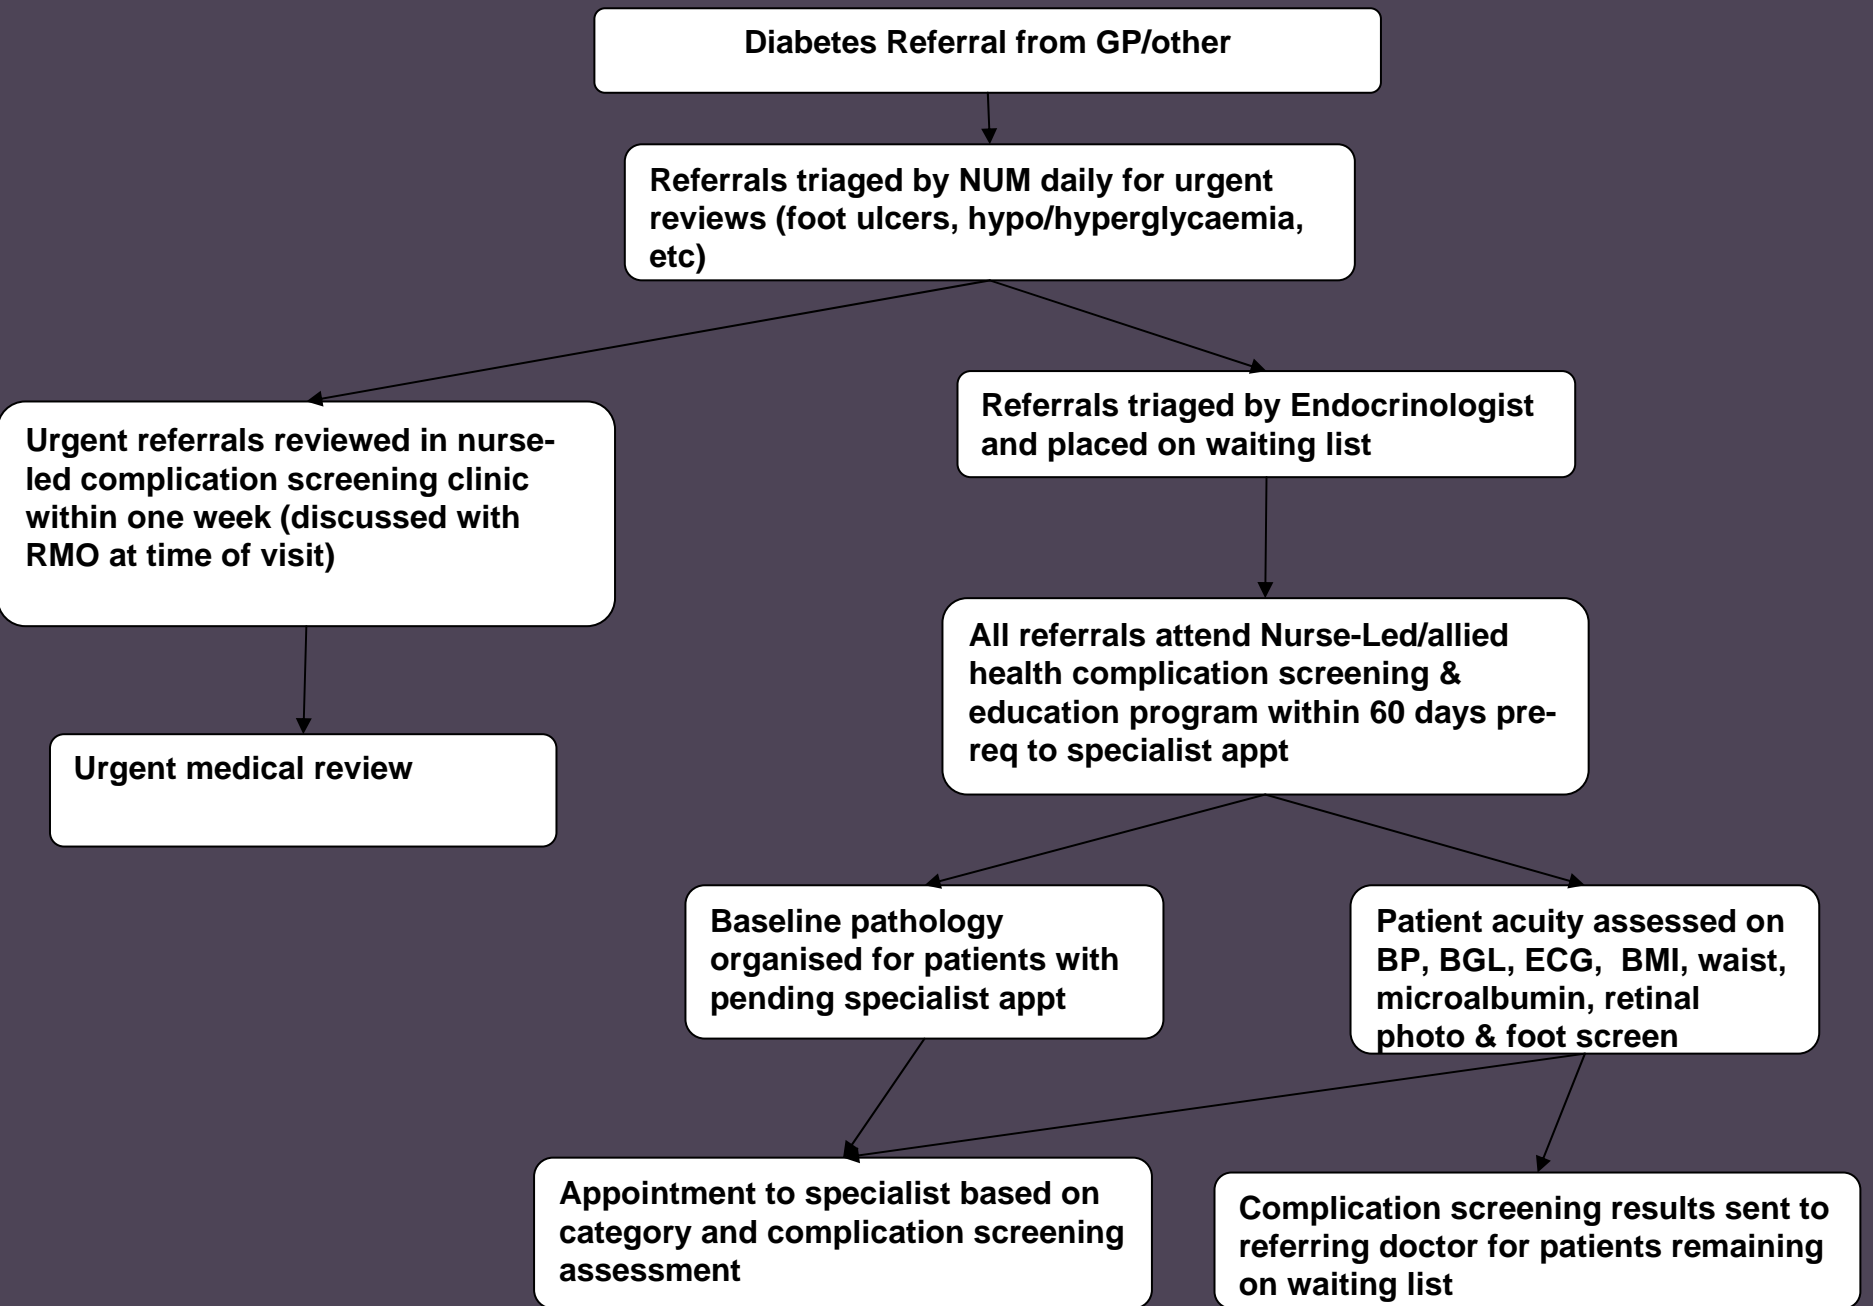 Diabetes Referral from GP/other
Referrals triaged by NUM daily for urgent
reviews (foot ulcers, hypo/hyperglycaemia,
etc)
Urgent referrals reviewed in nurse-
led complication screening clinic
within one week (discussed with
RMO at time of visit)
Referrals triaged by Endocrinologist
and placed on waiting list
All referrals attend Nurse-Led/allied
health complication screening &
education program within 60 days pre-
req to specialist appt
Urgent medical review
Baseline pathology
organised for patients with
pending specialist appt
Patient acuity assessed on
BP, BGL, ECG,  BMI, waist,
microalbumin, retinal
photo & foot screen
Appointment to specialist based on
category and complication screening
assessment
Complication screening results sent to
referring doctor for patients remaining
on waiting list